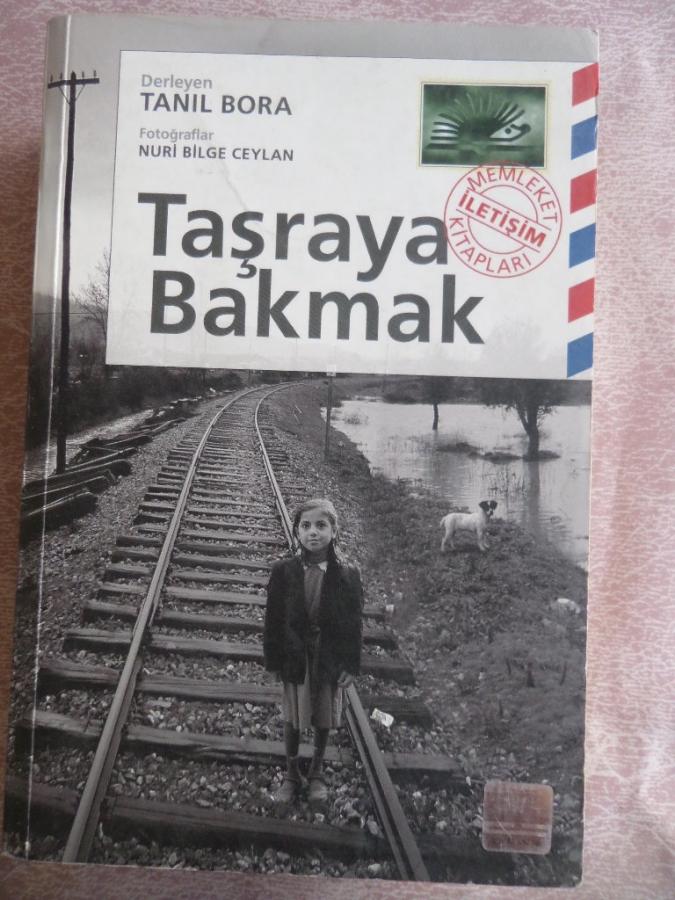 Derleyen
TANIL BORA
Fotoğraflar
NURİ BİLGE CEYLAN
Taşraya
Bakmak
MEMLEKET
İLETİŞİM
KİTAPLARI